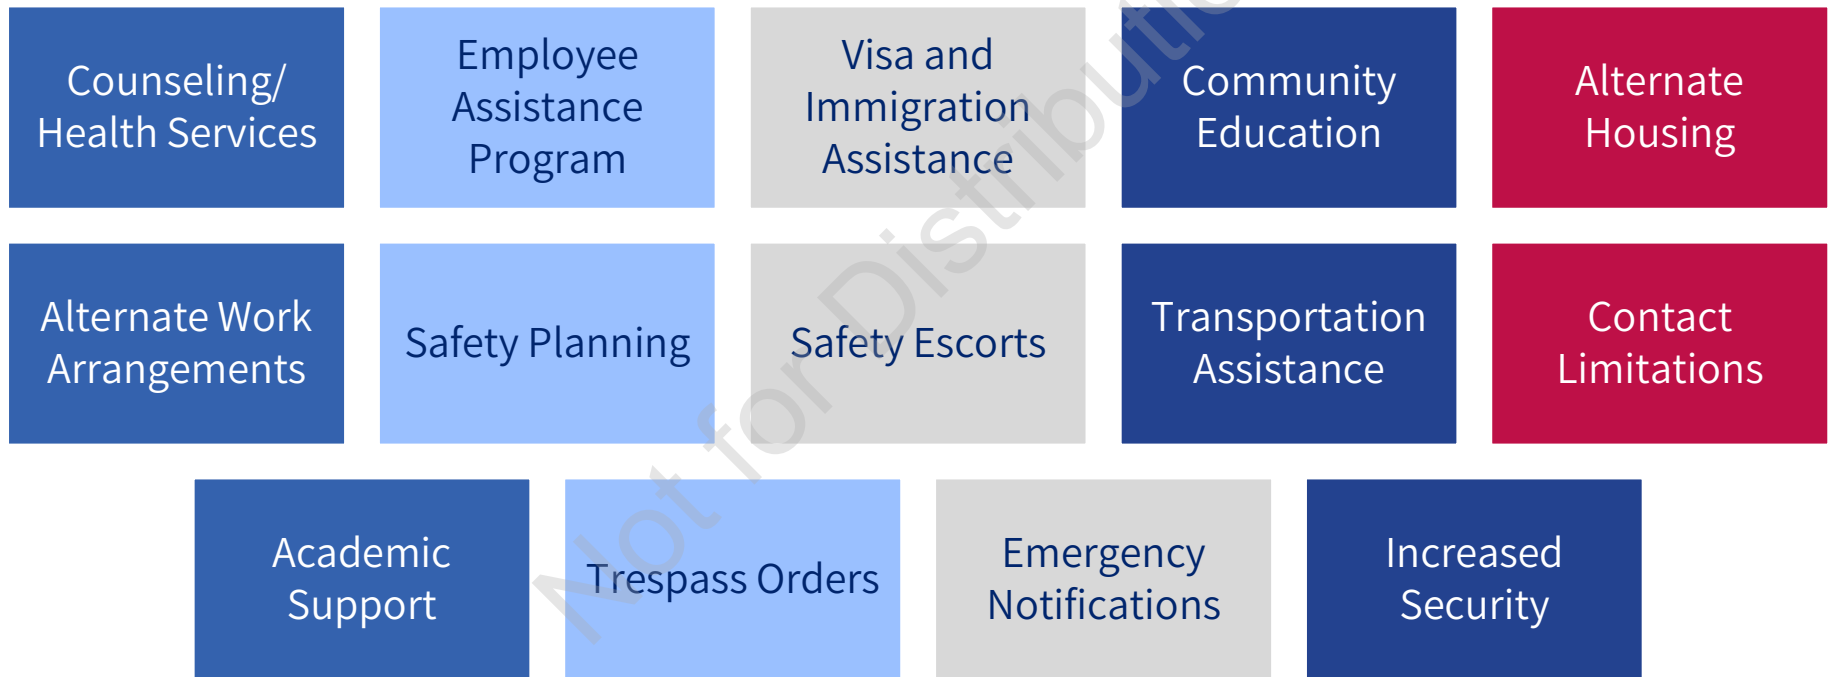 Counseling/
Health Services
Employee
Assistance
Program
Visa and
Immigration
Assistance
Community
Education
Alternate
Housing
Alternate Work
Arrangements
Safety Planning
Safety Escorts
Transportation
Assistance
Contact
Limitations
Academic
Support
Trespass Orders
Emergency
Notifications
Increased
Security
Not for Distributio